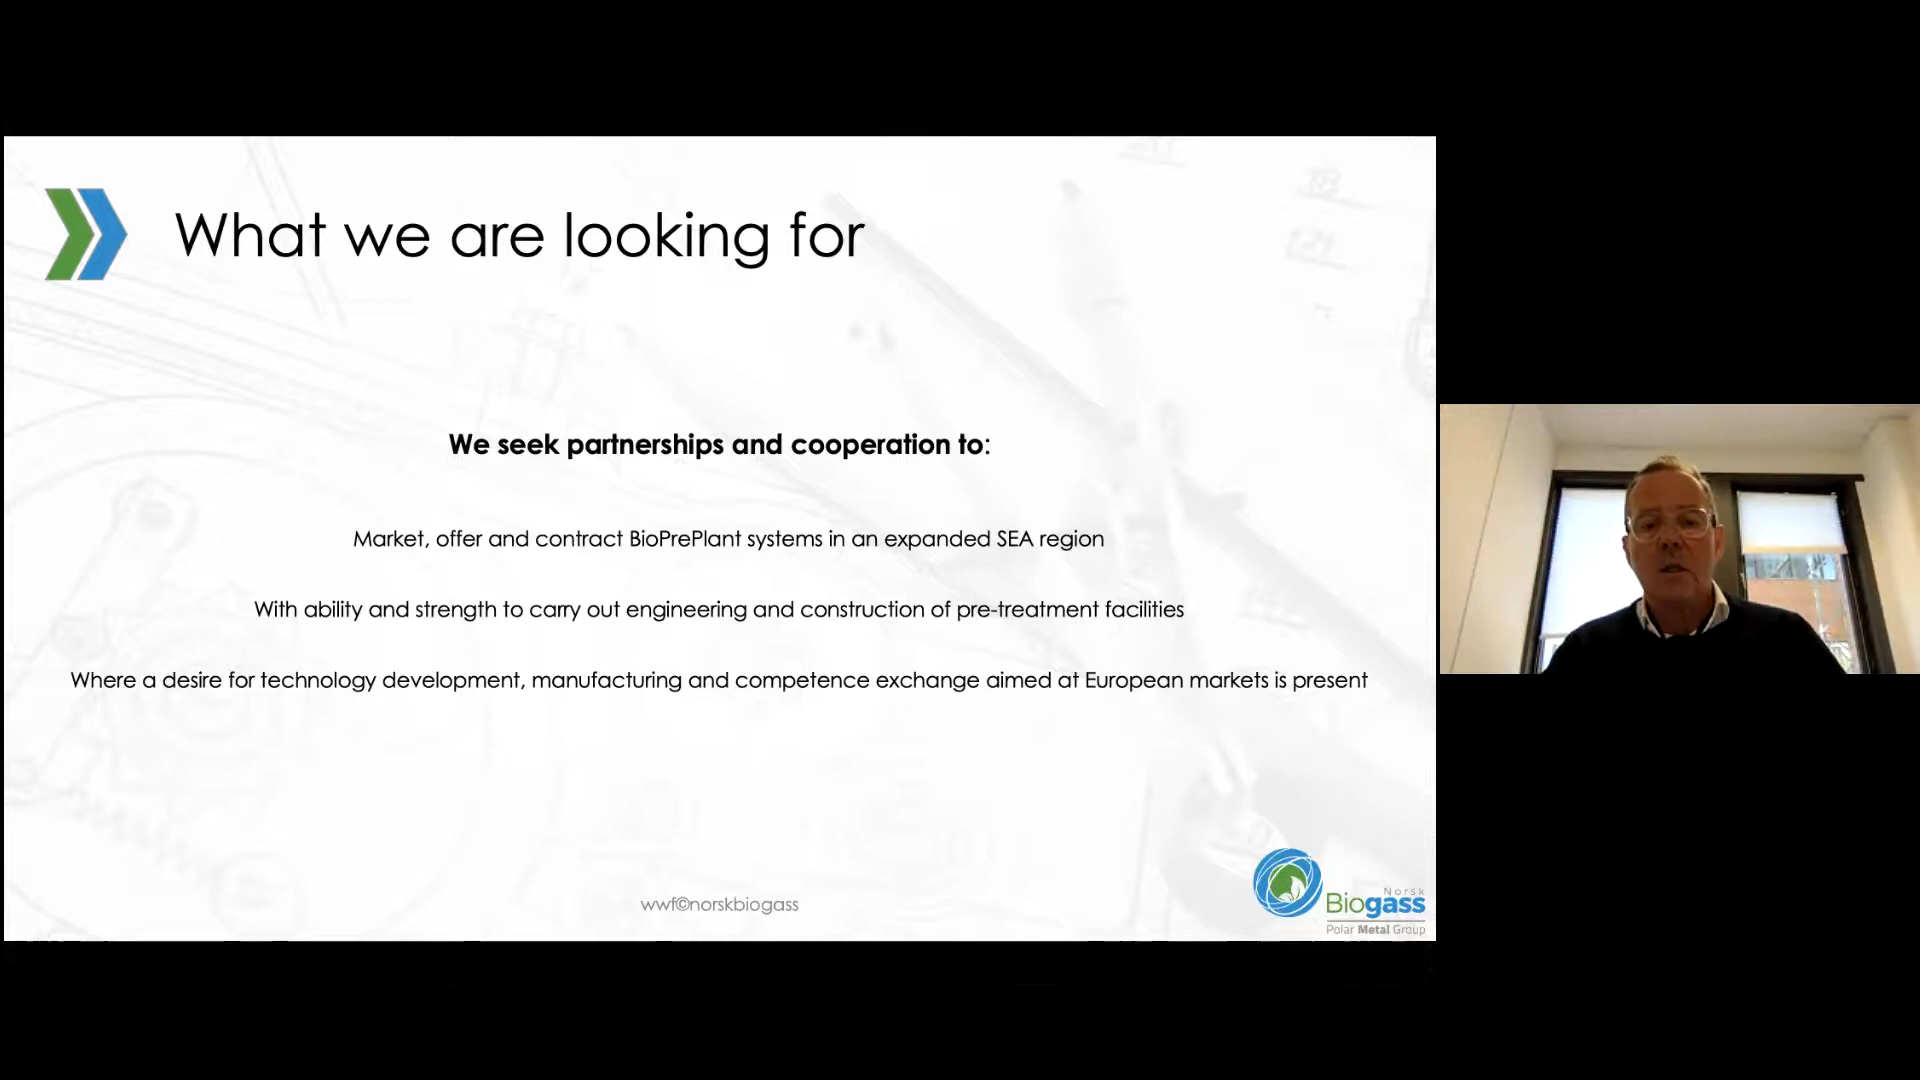 What we are looking for
We seek partnerships and cooperation to:
Market, offer and contract BioPrePlant systems in an expanded SEA region
With ability and strength to carry out engineering and construction of pre-treatment facilities
Where a desire for technology development, manufacturing and competence exchange aimed at European markets is present
wwf©norskbiogass
Norsk
Biogass
Polar Metal Group